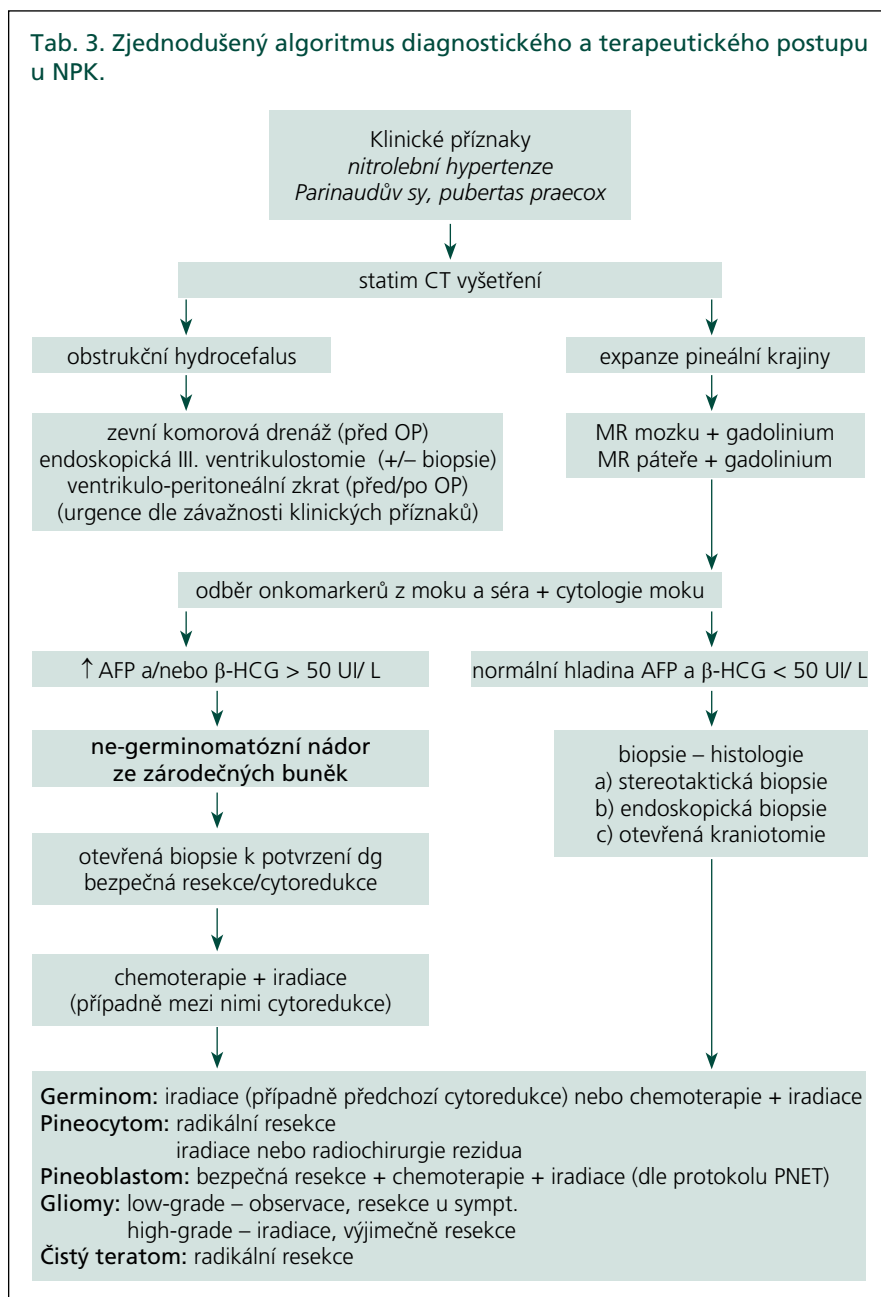 Tab. 3. Zjednodušený algoritmus diagnostického a terapeutického postupu
u NPK.
Klinické příznaky
nitrolební hypertenze
Parinaudův sy, pubertas praecox
statim CT vyšetření
obstrukční hydrocefalus
expanze pineální krajiny
zevní komorová drenáž (před OP)
endoskopická III. ventrikulostomie (+/– biopsie)
ventrikulo-peritoneální zkrat (před/po OP)
(urgence dle závažnosti klinických příznaků)
MR mozku + gadolinium
MR páteře + gadolinium
odběr onkomarkerů z moku a séra + cytologie moku
↑ AFP a/nebo β-HCG > 50 UI/ L
normální hladina AFP a β-HCG < 50 UI/ L
ne-germinomatózní nádor
ze zárodečných buněk
biopsie – histologie
a) stereotaktická biopsie
b) endoskopická biopsie
c) otevřená kraniotomie
otevřená biopsie k potvrzení dg
bezpečná resekce/cytoredukce
chemoterapie + iradiace
(případně mezi nimi cytoredukce)
Germinom: iradiace (případně předchozí cytoredukce) nebo chemoterapie + iradiace
Pineocytom: radikální resekce
iradiace nebo radiochirurgie rezidua
Pineoblastom: bezpečná resekce + chemoterapie + iradiace (dle protokolu PNET)
Gliomy: low-grade – observace, resekce u sympt.
high-grade – iradiace, výjimečně resekce
Čistý teratom: radikální resekce